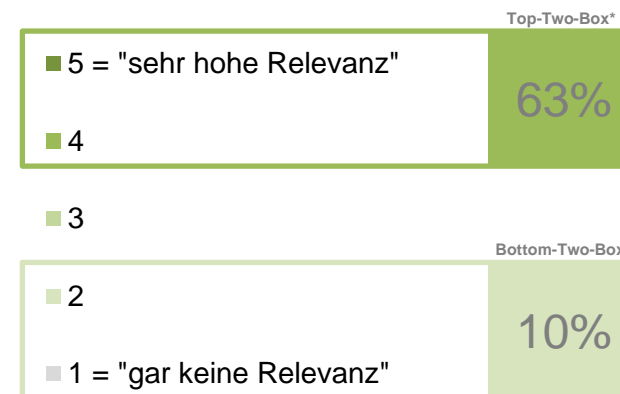 Top-Two-Box*
5 = "sehr hohe Relevanz"
63%
4
3
Bottom-Two-Box
2
10%
1 = "gar keine Relevanz"